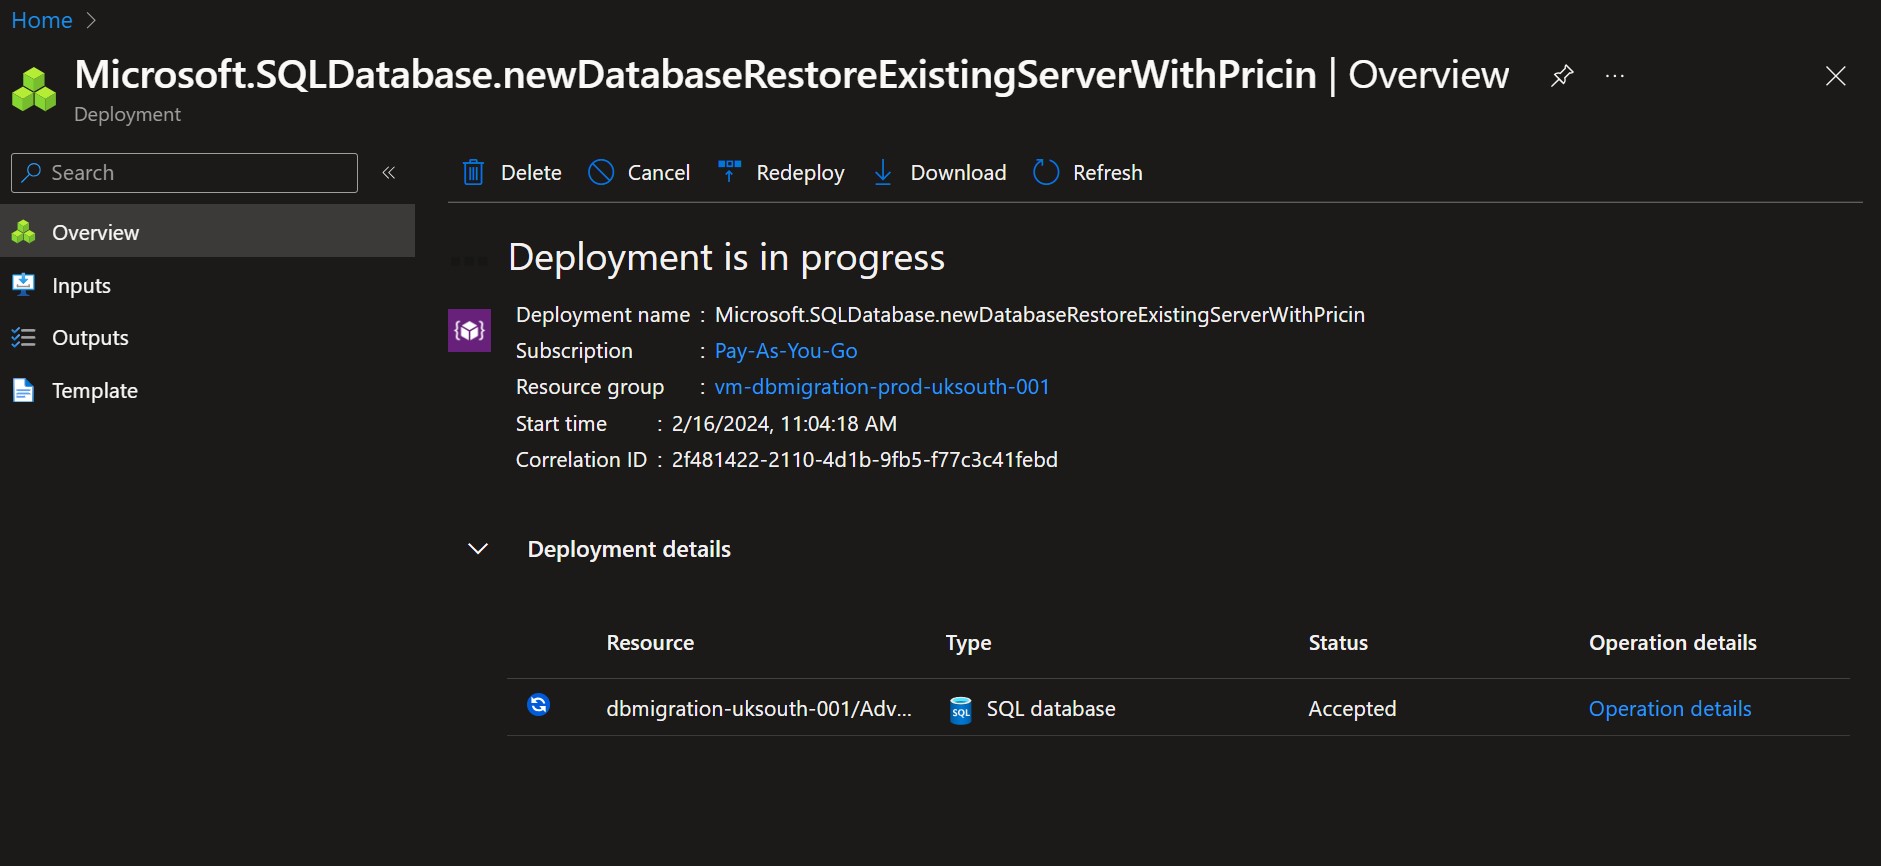 Home
Microsoft.SQLDatabase.newDatabaseRestoreExistingServerWithPricin | Overview
Deployment
Search
Delete Cancel Redeploy Download Refresh
Overview
Inputs
Outputs
Template
Deployment is in progress
Deployment name : Microsoft.SQLDatabase.newDatabaseRestoreExistingServerWithPricin
Subscription : Pay-As-You-Go
Resource group : vm-dbmigration-prod-uksouth-001
Start time : 2/16/2024, 11:04:18 AM
Correlation ID : 2f481422-2110-4d1b-9fb5-f77c3c41febd
Deployment details
Resource Type Status Operation details
dbmigration-uksouth-001/Adv... SQL SQL database Accepted Operation details